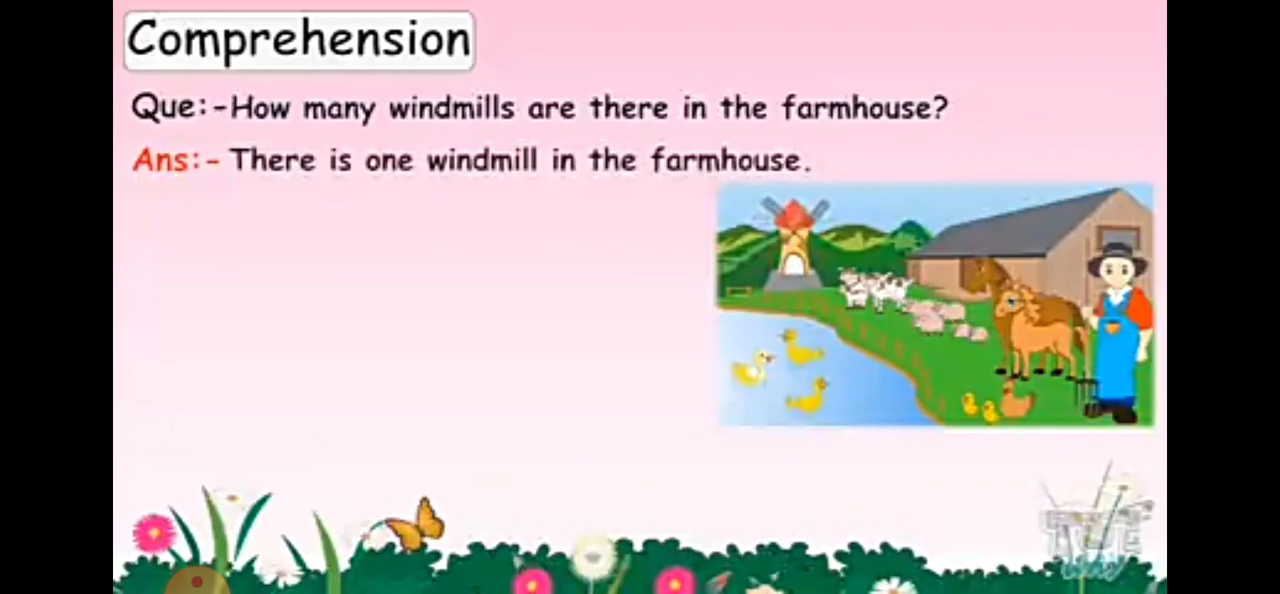 Comprehension
Que:-How many windmills are there in the farmhouse?
Ans:- There is one windmill in the farmhouse.